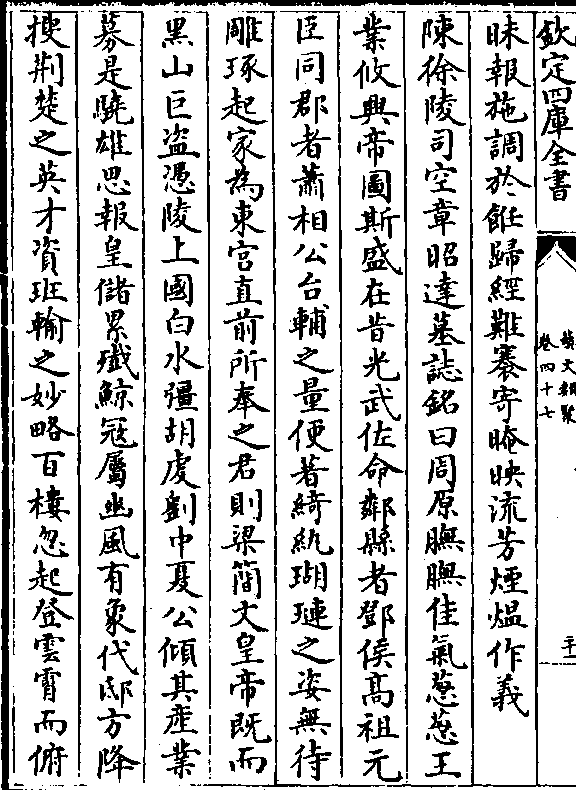 欽定四庫全書
藝文類聚
卷四十七
昧報施調於飪歸經難褰寄晻映流芳煙熅作義
陳徐陵司空章昭達墓誌銘曰周原膴膴佳氣葱葱王
業攸興帝圖斯盛在昔光武佐命鄰縣者鄧侯高祖元
臣同郡者蕭相公台輔之量便著綺紈瑚璉之姿無待
雕琢起家為東宮直前所奉之君則梁簡文皇帝既而
黑山巨盜憑陵上國白水彊胡虔劉中夏公傾其產業
募是驍雄思報皇儲累殲鯨寇屬豳風有象代邸方降
搜荆楚之英才資班輸之妙略百樓忽起登雲霄而俯